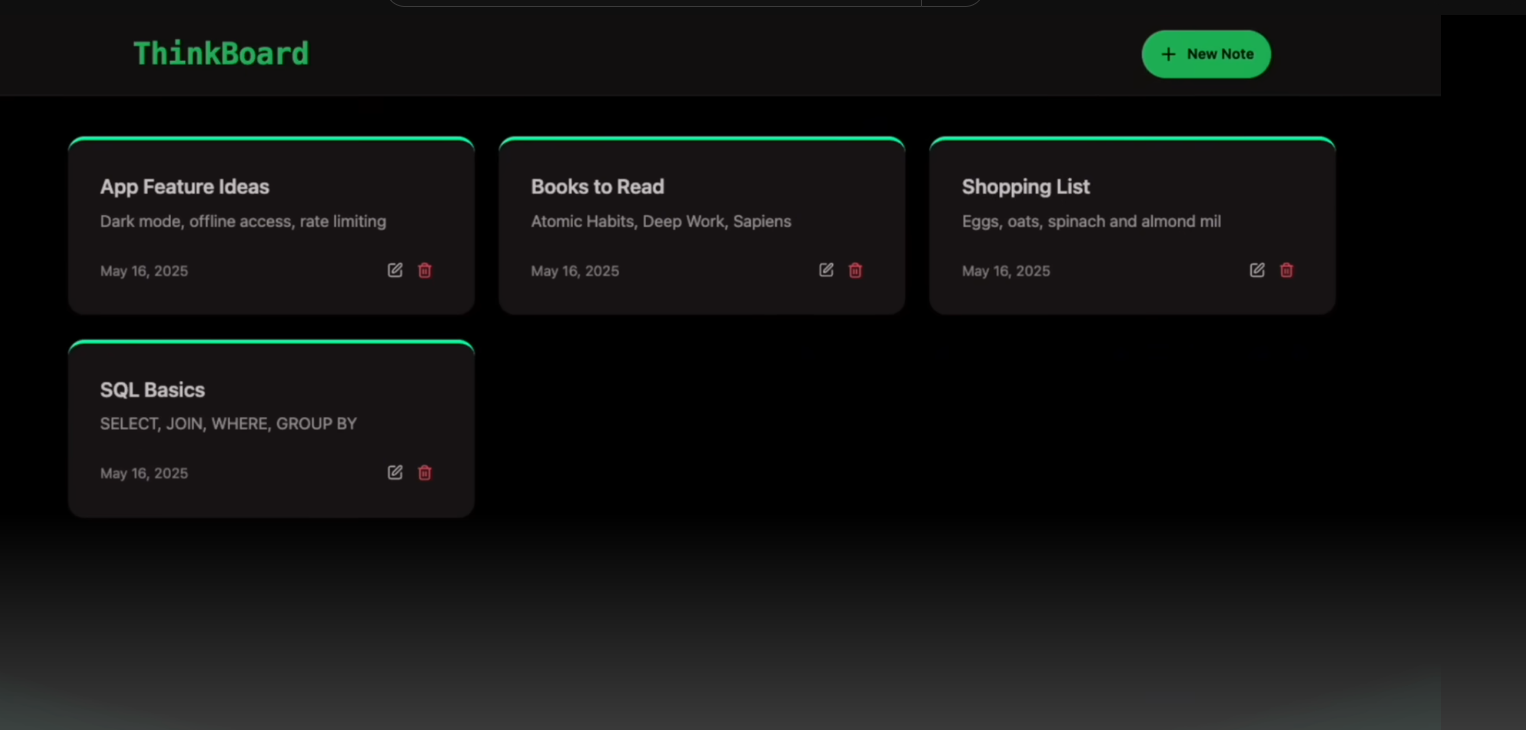 ThinkBoard
New Note
App Feature Ideas
Dark mode, offline access, rate limiting
May 16, 2025
Books to Read
Atomic Habits, Deep Work, Sapiens
May 16, 2025
Shopping List
Eggs, oats, spinach and almond mil
May 16, 2025
SQL Basics
SELECT, JOIN, WHERE, GROUP BY
May 16, 2025